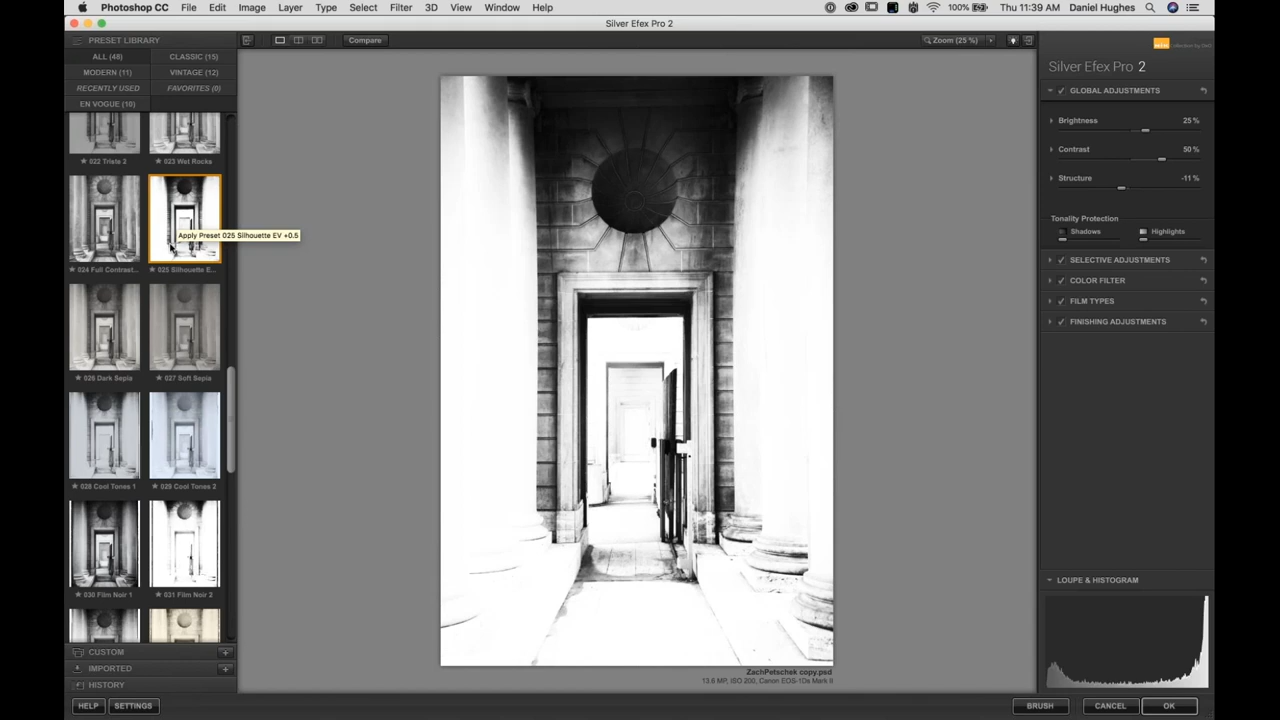 Photoshop CC File Edit Image Layer Type Select Filter 3D View Window Help 100% Thu 11:39 AM Daniel Hughes
Silver Efex Pro 2
PRESET LIBRARY
Compare
Zoom (25 %)
ALL (48) CLASSIC (15)
MODERN (11) VINTAGE (12)
RECENTLY USED FAVORITES (0)
EN VOGUE (10)
022 Triste 2 023 Wet Rocks
024 Full Contrast... 025 Silhouette E...
Apply Preset 025 Silhouette EV +0.5
026 Dark Sepia 027 Soft Sepia
028 Cool Tones 1 029 Cool Tones 2
030 Film Noir 1 031 Film Noir 2
CUSTOM
IMPORTED
HISTORY
HELP SETTINGS
ZachPetschek copy.psd
13.6 MP, ISO 200, Canon EOS-1Ds Mark II
Silver Efex Pro 2
GLOBAL ADJUSTMENTS
Brightness 25 %
Contrast 50 %
Structure -11 %
Tonality Protection
Shadows Highlights
SELECTIVE ADJUSTMENTS
COLOR FILTER
FILM TYPES
FINISHING ADJUSTMENTS
LOUPE & HISTOGRAM
BRUSH CANCEL OK